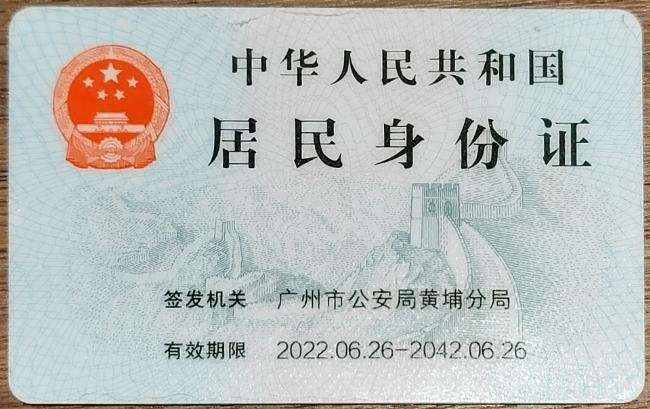 中华人民共和国
居民身份证
签发机关 广州市公安局黄埔分局
有效期限 2022.06.26-2042.06.26